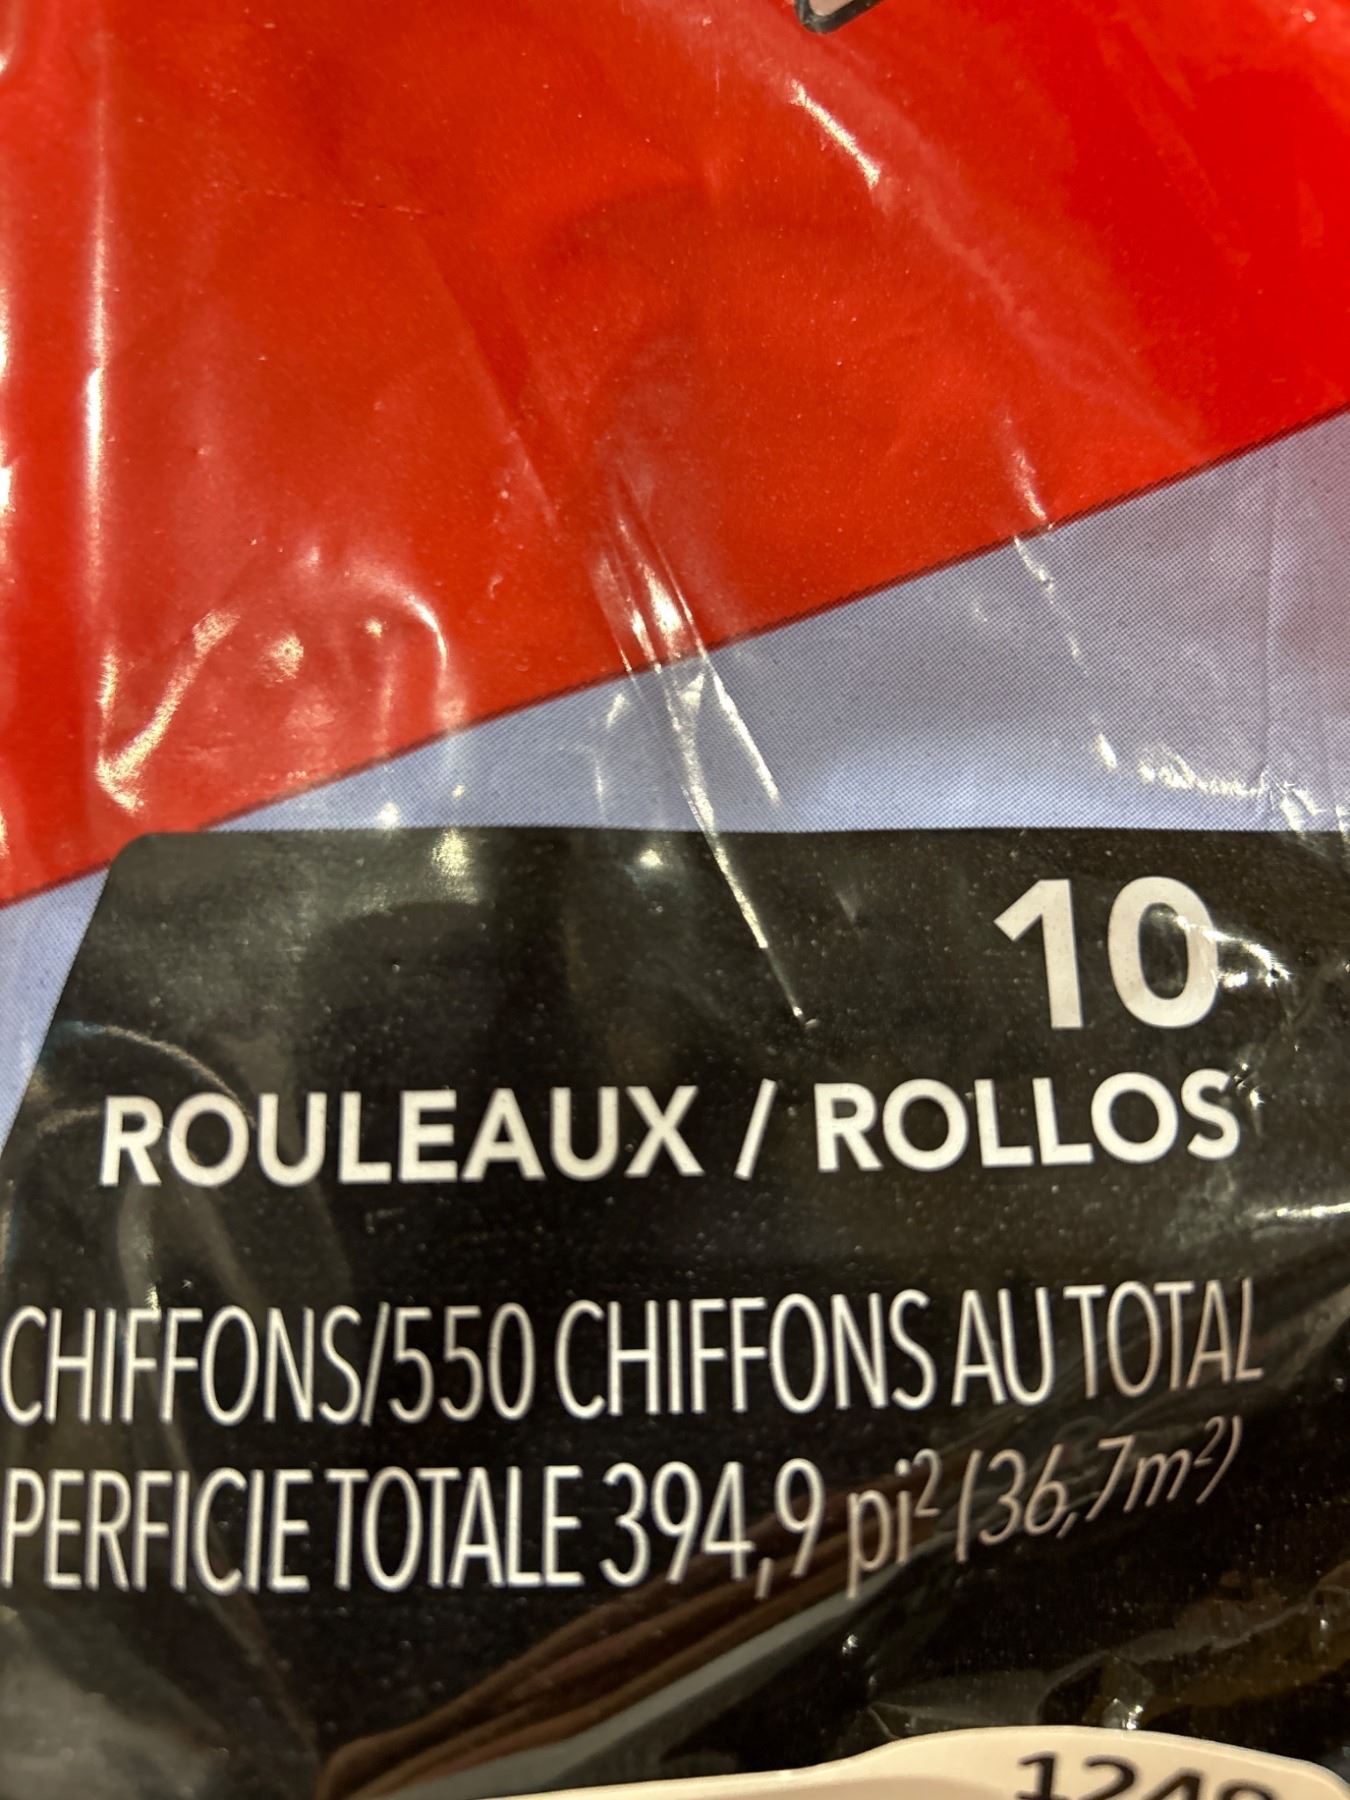 10
ROULEAUX / ROLLOS
CHIFFONS/550 CHIFFONS AU TOTAL
PERFICIE TOTALE 394,9 pi² (36,7m²)